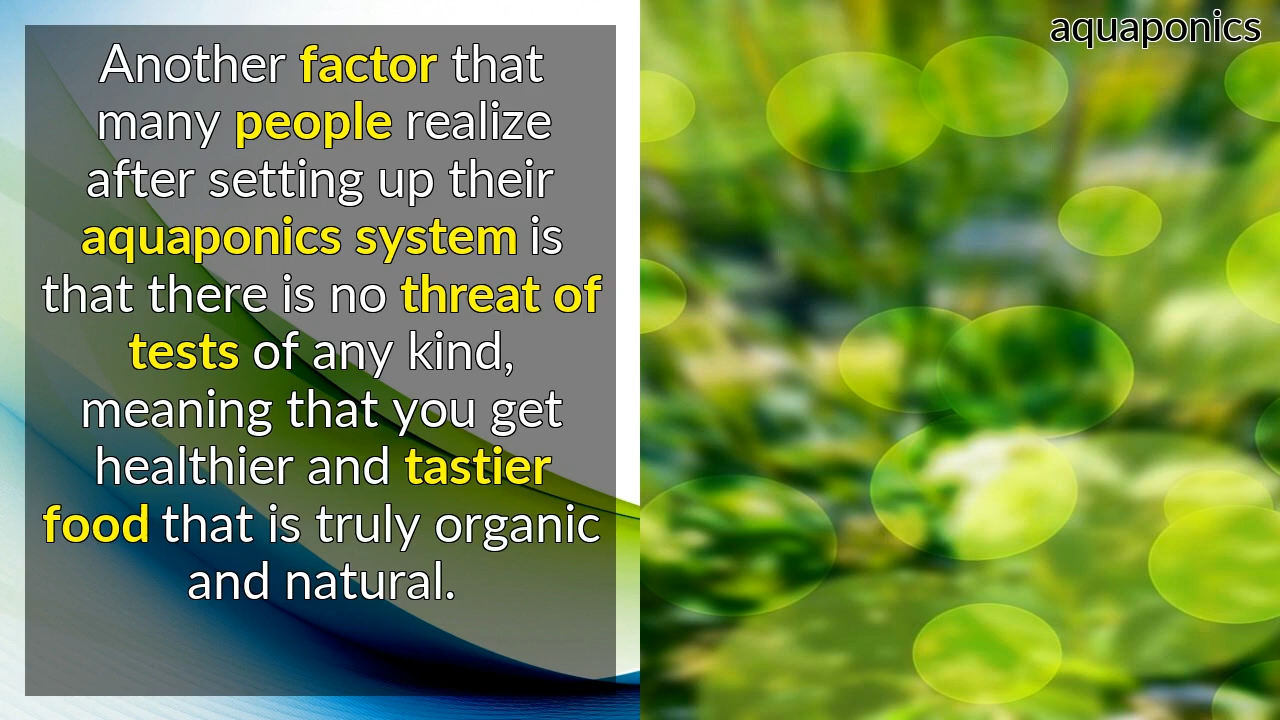 aquaponics
Another factor that
many people realize
after setting up their
aquaponics system is
that there is no threat of
tests of any kind,
meaning that you get
healthier and tastier
food that is truly organic
and natural.